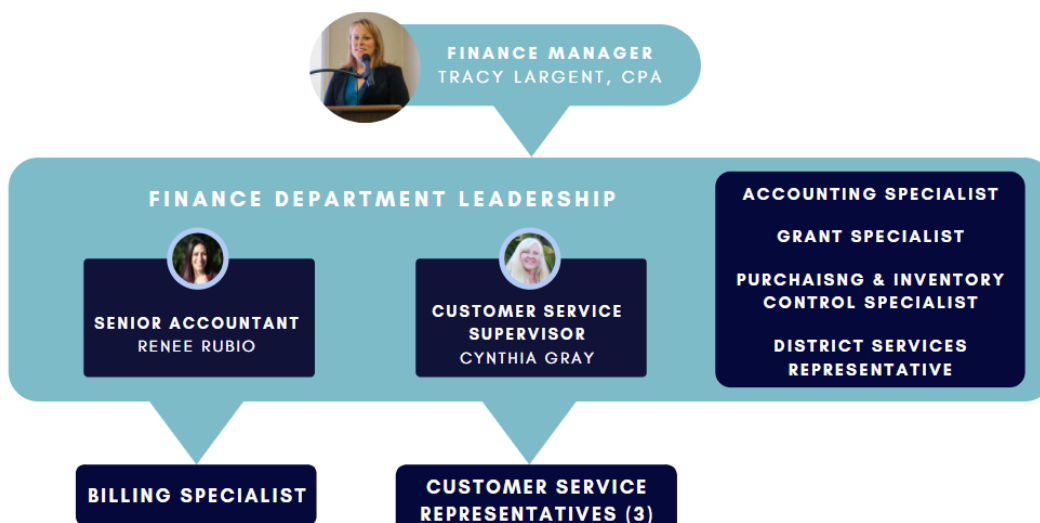 FINANCE MANAGER
TRACY LARGENT, CPA
FINANCE DEPARTMENT LEADERSHIP
SENIOR ACCOUNTANT
RENEE RUBIO
CUSTOMER SERVICE
SUPERVISOR
CYNTHIA GRAY
ACCOUNTING SPECIALIST
GRANT SPECIALIST
PURCHAISNG & INVENTORY
CONTROL SPECIALIST
DISTRICT SERVICES
REPRESENTATIVE
BILLING SPECIALIST
CUSTOMER SERVICE
REPRESENTATIVES (3)